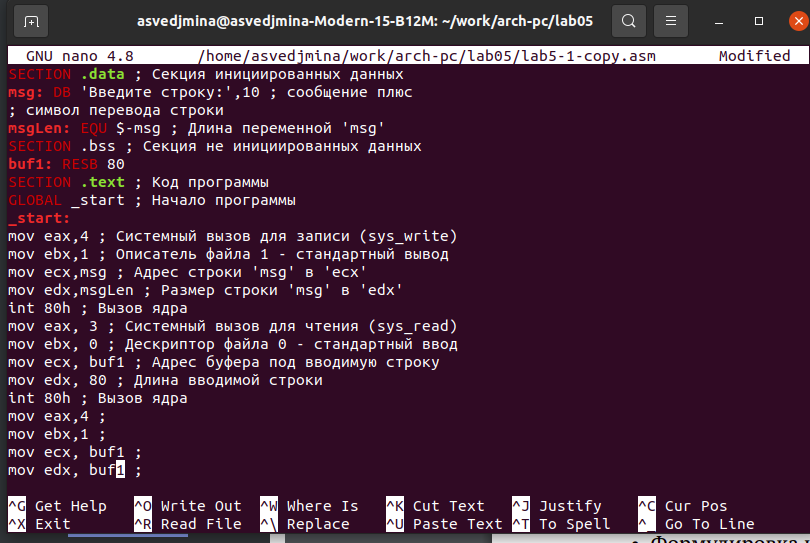 asvedjmina@asvedjmina-Modern-15-B12M: ~/work/arch-pc/lab05
GNU nano 4.8 /home/asvedjmina/work/arch-pc/lab05/lab5-1-copy.asm Modified
SECTION .data ; Секция инициированных данных
msg: DB 'Введите строку:',10 ; сообщение плюс
; символ перевода строки
msgLen: EQU $-msg ; Длина переменной 'msg'
SECTION .bss ; Секция не инициированных данных
buf1: RESB 80
SECTION .text ; Код программы
GLOBAL _start ; Начало программы
_start:
mov eax,4 ; Системный вызов для записи (sys_write)
mov ebx,1 ; Описатель файла 1 - стандартный вывод
mov ecx,msg ; Адрес строки 'msg' в 'ecx'
mov edx,msgLen ; Размер строки 'msg' в 'edx'
int 80h ; Вызов ядра
mov eax, 3 ; Системный вызов для чтения (sys_read)
mov ebx, 0 ; Дескриптор файла 0 - стандартный ввод
mov ecx, buf1 ; Адрес буфера под вводимую строку
mov edx, 80 ; Длина вводимой строки
int 80h ; Вызов ядра
mov eax,4 ;
mov ebx,1 ;
mov ecx, buf1 ;
mov edx, buf1 ;
^G Get Help ^O Write Out ^W Where Is ^K Cut Text ^J Justify ^C Cur Pos
^X Exit ^R Read File ^\ Replace ^U Paste Text ^T To Spell ^_ Go To Line